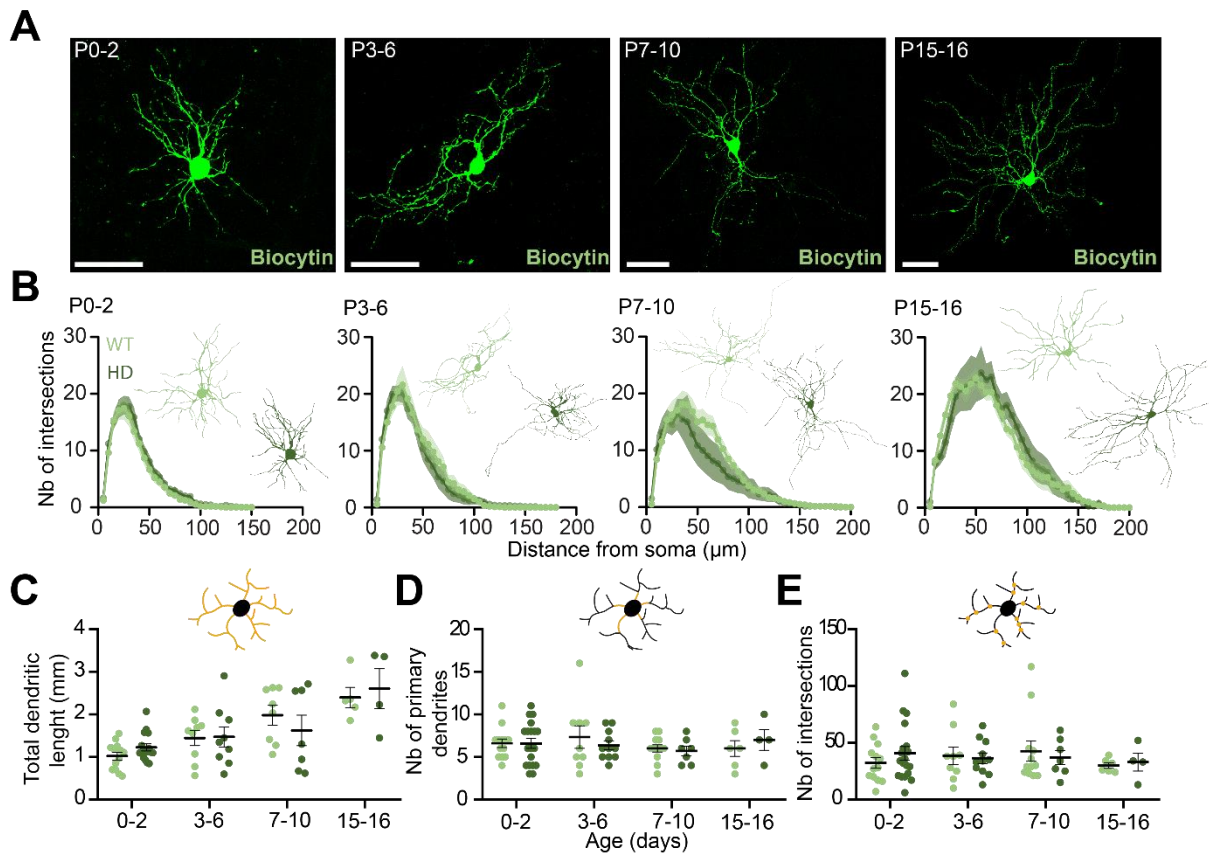 A
P0-2
P3-6
P7-10
P15-16
Biocytin
Biocytin
Biocytin
Biocytin
B
P0-2
P3-6
P7-10
P15-16
WT
HD
Nb of intersections
30
20
10
0
30
20
10
0
30
20
10
0
30
20
10
0
0 50 100 150 200
0 50 100 150 200
0 50 100 150 200
0 50 100 150 200
Distance from soma (µm)
C
Total dendritic
lenght (mm)
4
3
2
1
0
0-2 3-6 7-10 15-16
D
Nb of primary
dendrites
20
15
10
5
0
0-2 3-6 7-10 15-16
Age (days)
E
Nb of intersections
150
100
50
0
0-2 3-6 7-10 15-16